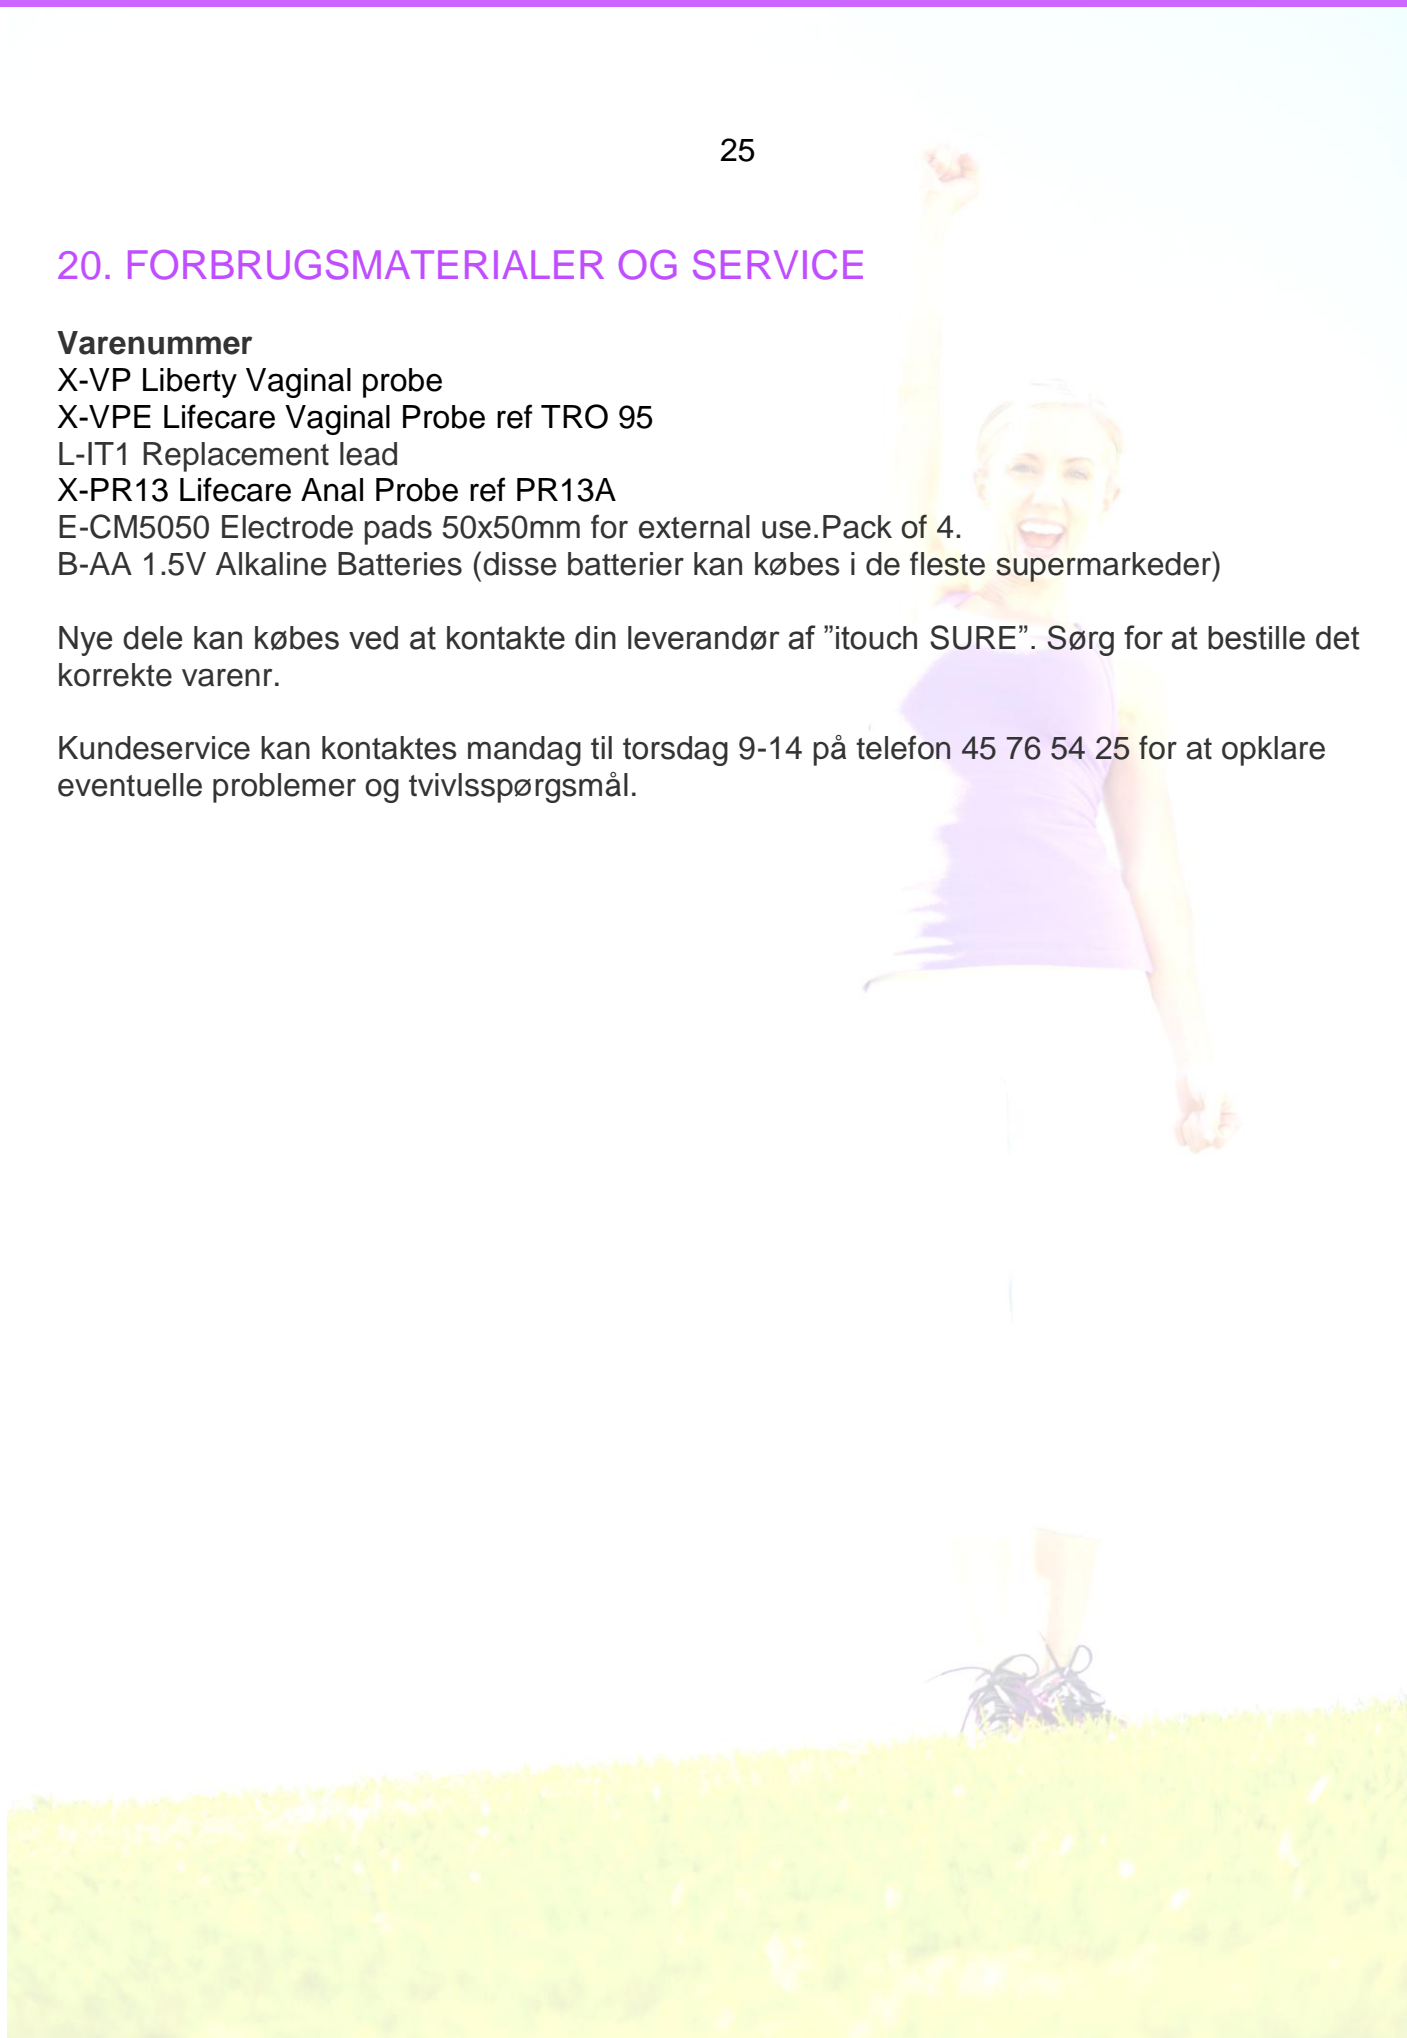 25
20. FORBRUGSMATERIALER OG SERVICE
Varenummer
X-VP Liberty Vaginal probe
X-VPE Lifecare Vaginal Probe ref TRO 95
L-IT1 Replacement lead
X-PR13 Lifecare Anal Probe ref PR13A
E-CM5050 Electrode pads 50x50mm for external use.Pack of 4.
B-AA 1.5V Alkaline Batteries (disse batterier kan købes i de fleste supermarkeder)
Nye dele kan købes ved at kontakte din leverandør af ”itouch SURE”. Sørg for at bestille det
korrekte varenr.
Kundeservice kan kontaktes mandag til torsdag 9-14 på telefon 45 76 54 25 for at opklare
eventuelle problemer og tvivlsspørgsmål.